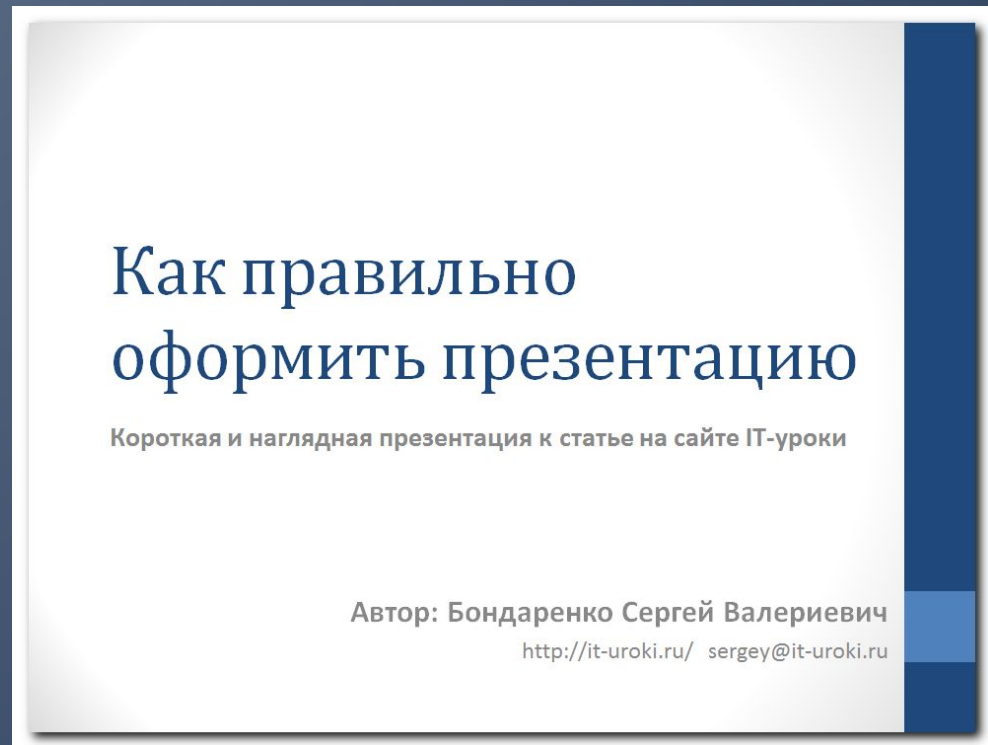 Как правильно
оформить презентацию
Короткая и наглядная презентация к статье на сайте IT-уроки
Автор: Бондаренко Сергей Валериевич
http://it-uroki.ru/ sergey@it-uroki.ru